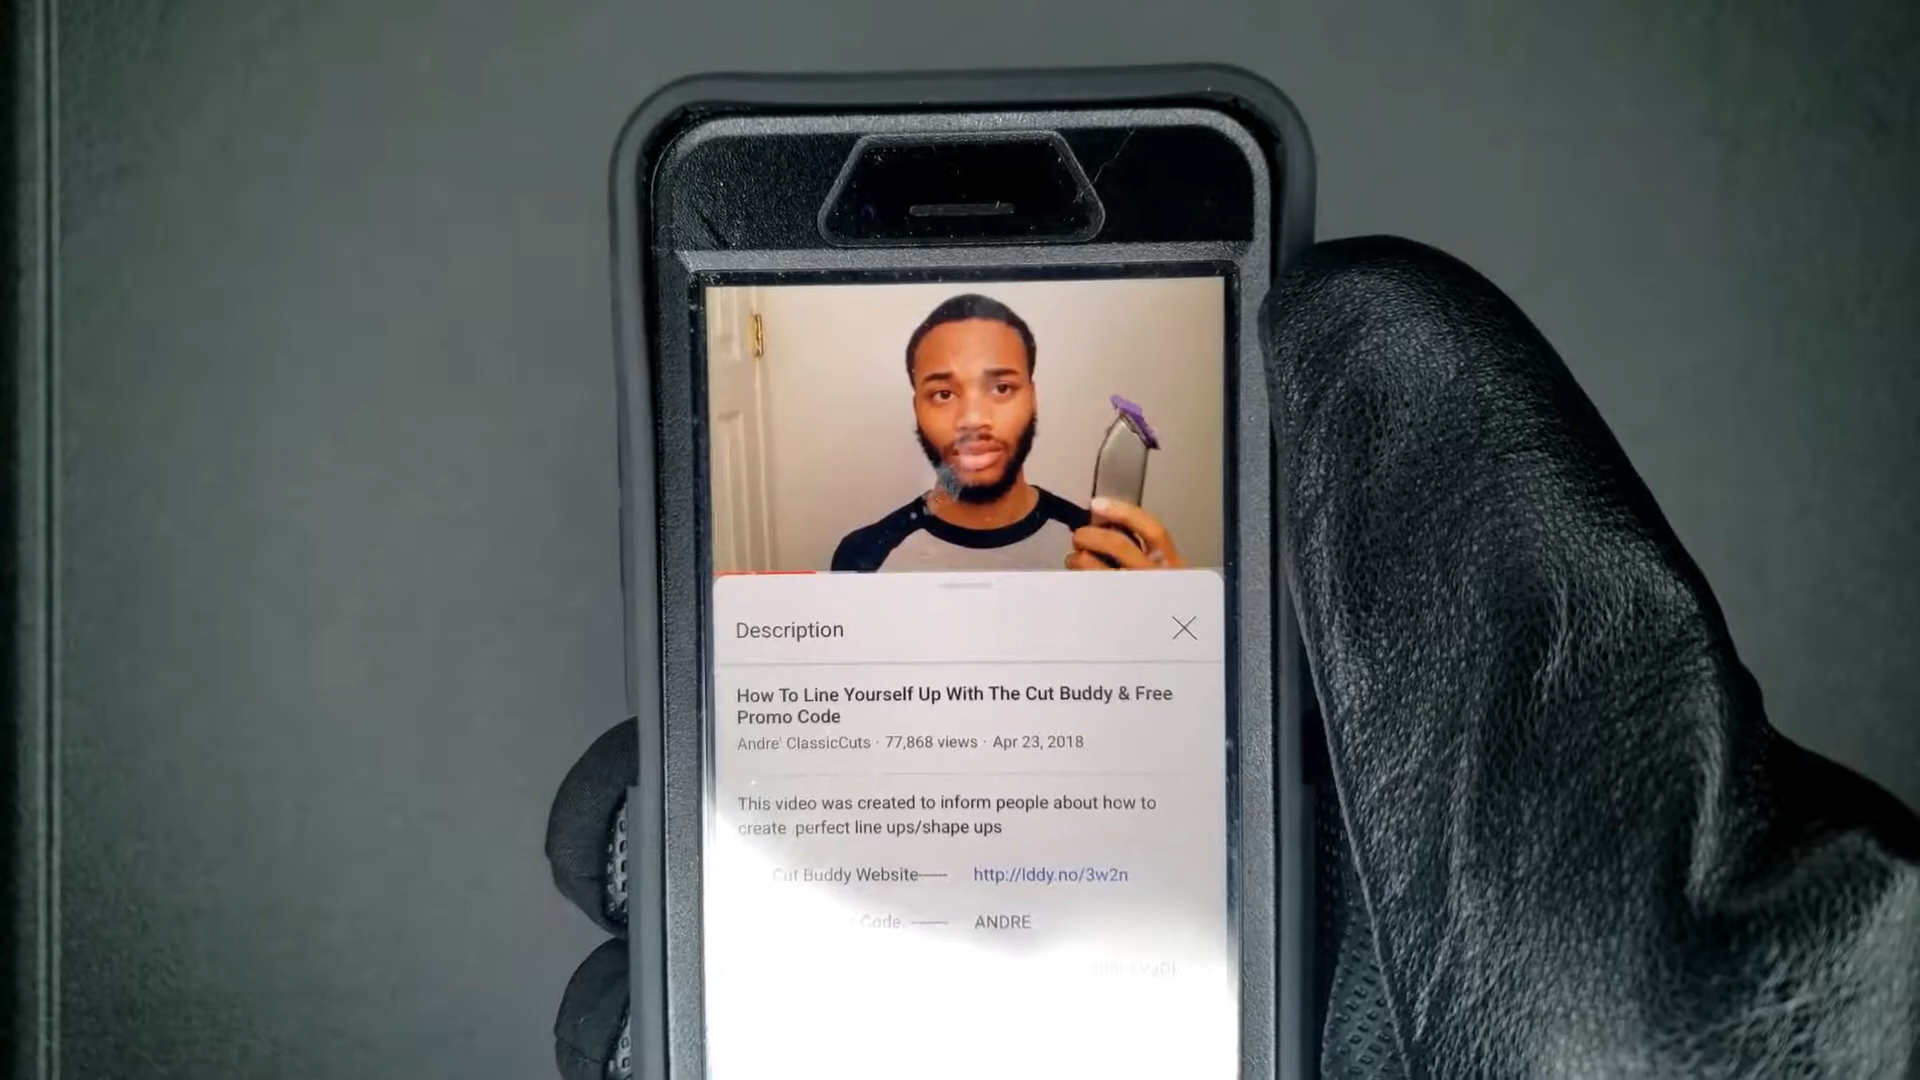 Description
How To Line Yourself Up With The Cut Buddy & Free
Promo Code
Andre' ClassicCuts · 77,868 views · Apr 23, 2018
This video was created to inform people about how to
create perfect line ups/shape ups
Cut Buddy Website—— http://lddy.no/3w2n
Code. —— ANDRE